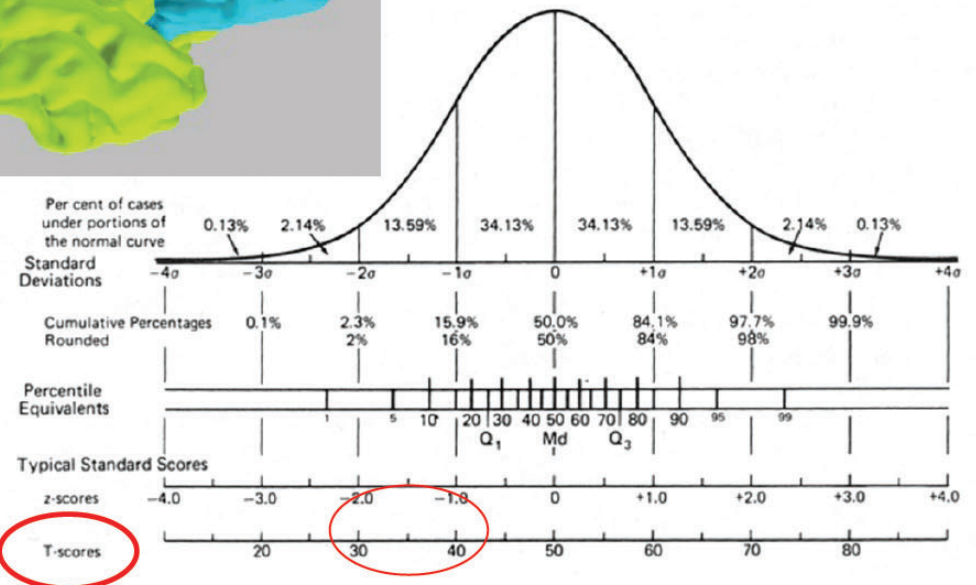 Per cent of cases
under portions of
the normal curve
0.13% 2.14% 13.59% 34.13% 34.13% 13.59% 2.14% 0.13%
Standard
Deviations
−4σ −3σ −2σ −1σ 0 +1σ +2σ +3σ +4σ
Cumulative Percentages 0.1% 2.3% 15.9% 50.0% 84.1% 97.7% 99.9%
Rounded 2% 16% 50% 84% 98%
Percentile
Equivalents
1 5 10 20 30 40 50 60 70 80 90 95 99
Q1 Md Q3
Typical Standard Scores
z-scores −4.0 −3.0 −2.0 −1.0 0 +1.0 +2.0 +3.0 +4.0
T-scores 20 30 40 50 60 70 80